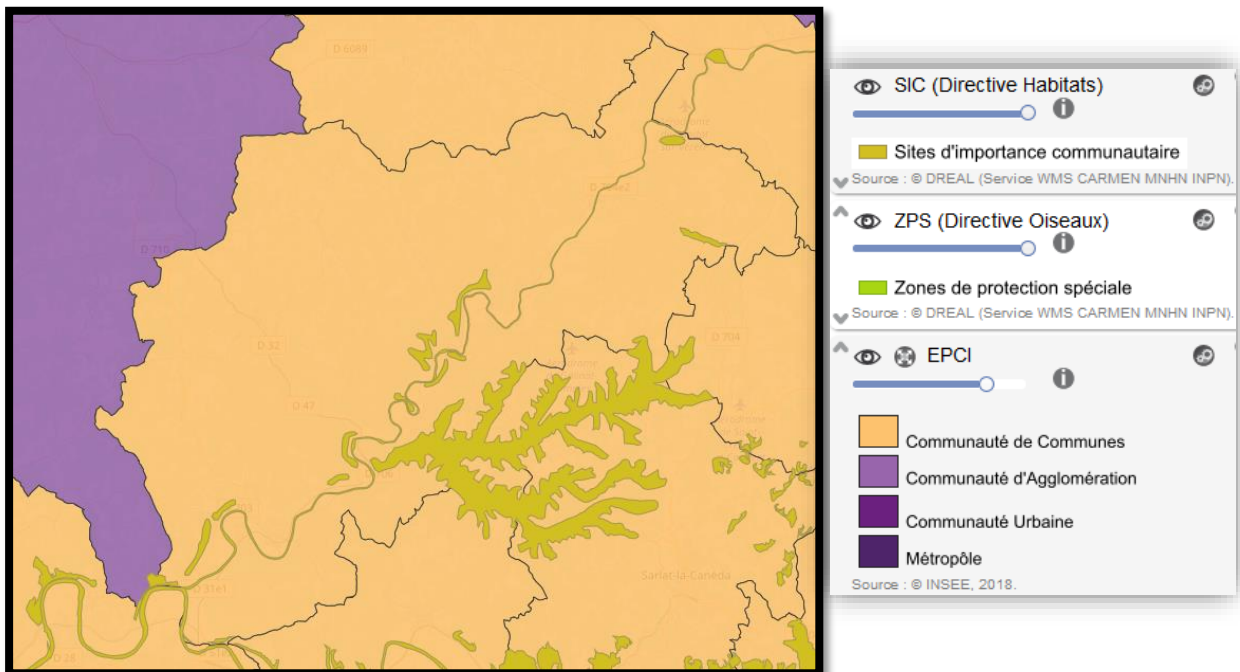 D 6089
D 710
D 704
D 32
D 47
Sarlat-la-Canéda
D 31e1
SIC (Directive Habitats)
Sites d'importance communautaire
Source : © DREAL (Service WMS CARMEN MNHN INPN).
ZPS (Directive Oiseaux)
Zones de protection spéciale
Source : © DREAL (Service WMS CARMEN MNHN INPN).
EPCI
Communauté de Communes
Communauté d'Agglomération
Communauté Urbaine
Métropôle
Source : © INSEE, 2018.